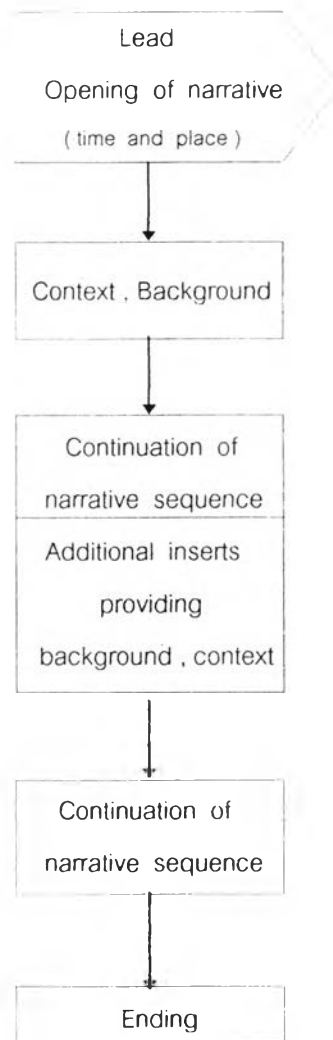 Lead
Opening of narrative
( time and place )
Context , Background
Continuation of
narrative sequence
Additional inserts
providing
background , context
Continuation of
narrative sequence
Ending